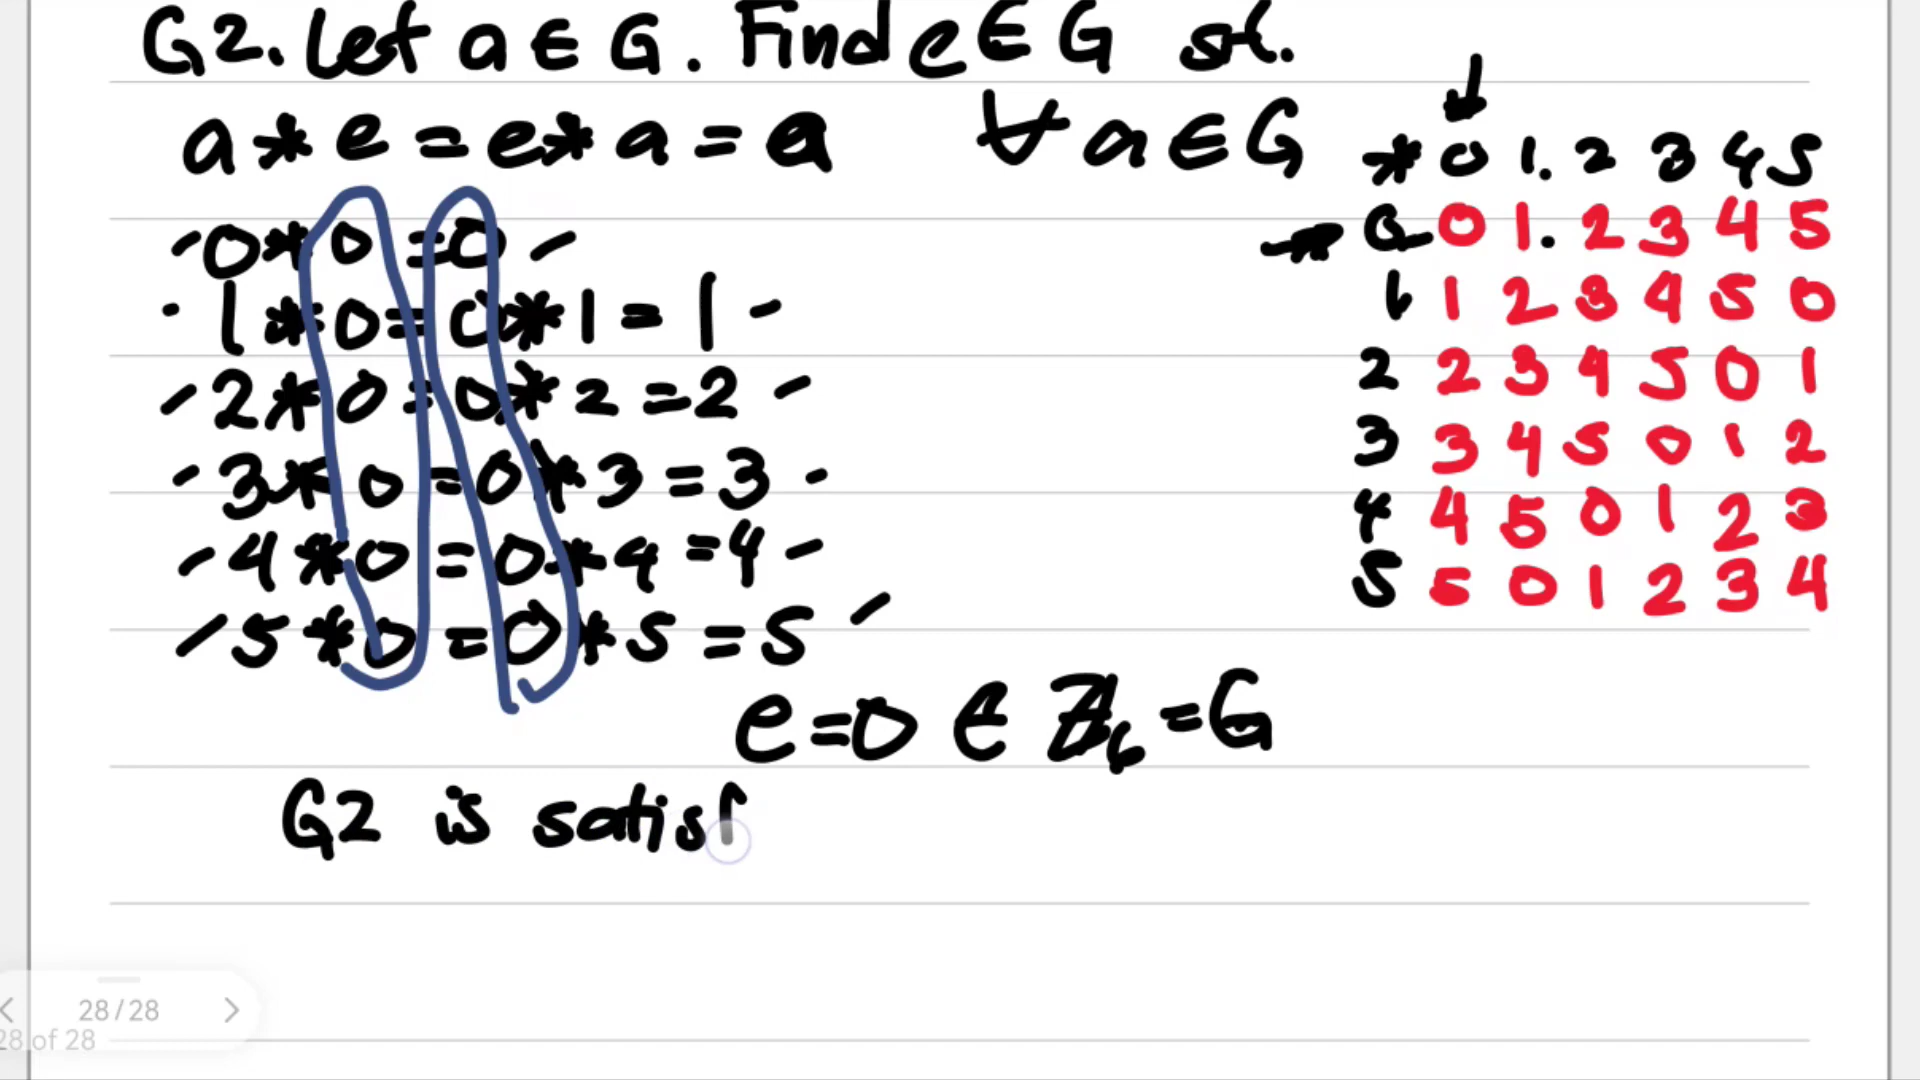 G2. Let a ∈ G. Find e ∈ G st.
a * e = e * a = a ∀ a ∈ G
0 * 0 = 0
1 * 0 = 0 * 1 = 1
2 * 0 = 0 * 2 = 2
3 * 0 = 0 * 3 = 3
4 * 0 = 0 * 4 = 4
5 * 0 = 0 * 5 = 5
e = 0 ∈ Z6 = G
G2 is satisf
* 0 1. 2 3 4 5
0 0 1. 2 3 4 5
1 1 2 3 4 5 0
2 2 3 4 5 0 1
3 3 4 5 0 1 2
4 4 5 0 1 2 3
5 5 0 1 2 3 4
28/28
28 of 28